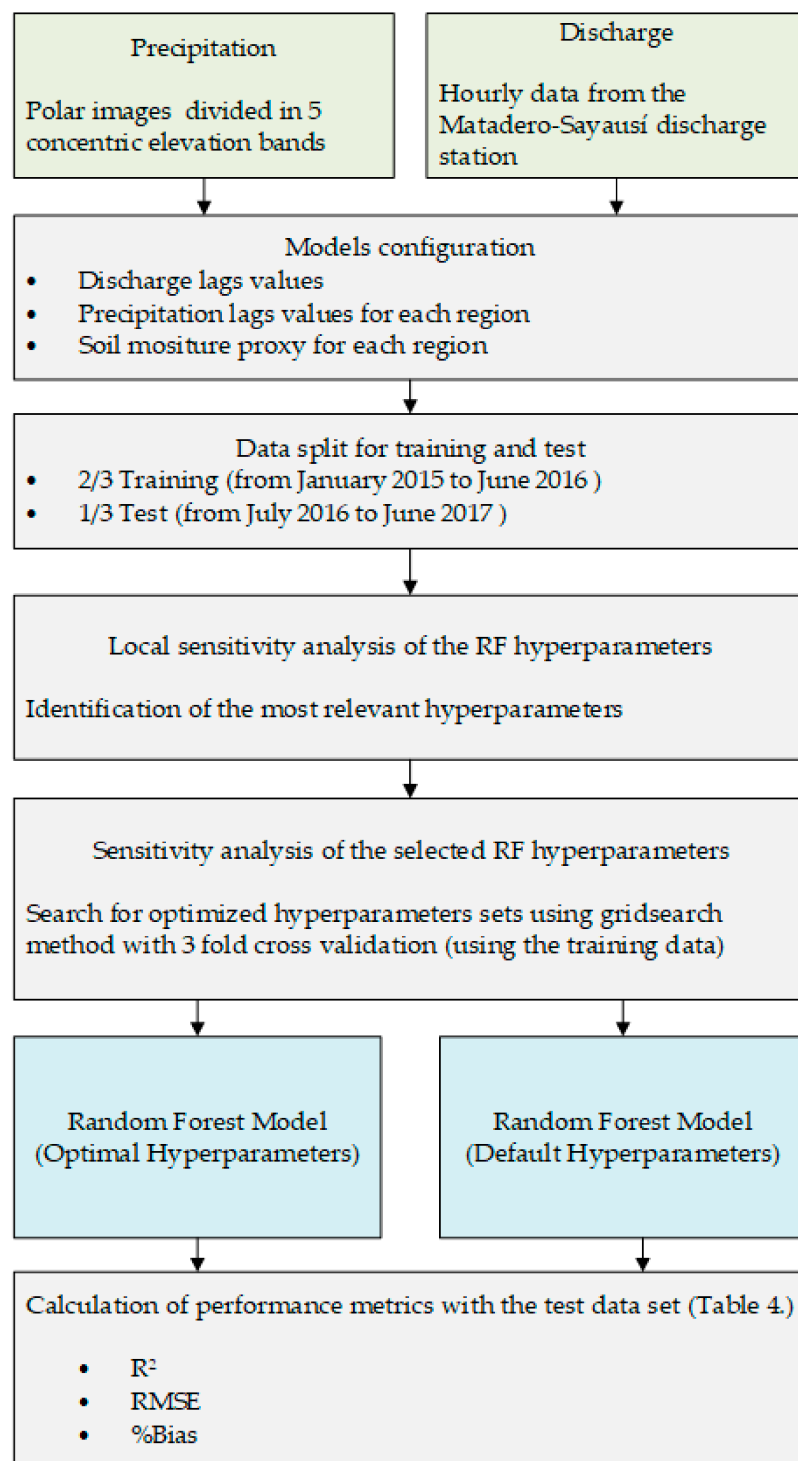 Precipitation
Polar images divided in 5
concentric elevation bands
Discharge
Hourly data from the
Matadero-Sayausí discharge
station
Models configuration
• Discharge lags values
• Precipitation lags values for each region
• Soil mositure proxy for each region
Data split for training and test
• 2/3 Training (from January 2015 to June 2016 )
• 1/3 Test (from July 2016 to June 2017 )
Local sensitivity analysis of the RF hyperparameters
Identification of the most relevant hyperparameters
Sensitivity analysis of the selected RF hyperparameters
Search for optimized hyperparameters sets using gridsearch
method with 3 fold cross validation (using the training data)
Random Forest Model
(Optimal Hyperparameters)
Random Forest Model
(Default Hyperparameters)
Calculation of performance metrics with the test data set (Table 4.)
• R²
• RMSE
• %Bias